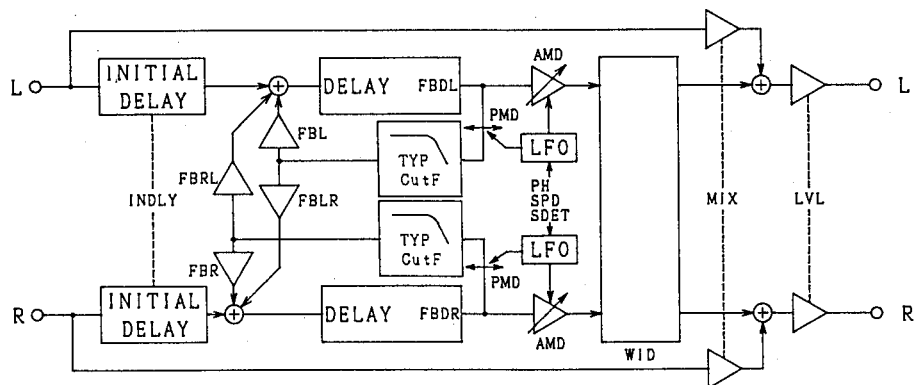 AMD
INITIAL
DELAY
L
DELAY
FBDL
L
FBL
PMD
LFO
TYP
CutF
FBRL
FBLR
INDLY
PH
SPD
SDET
MIX
LVL
TYP
CutF
LFO
FBR
PMD
INITIAL
DELAY
R
DELAY
FBDR
R
AMD
WID